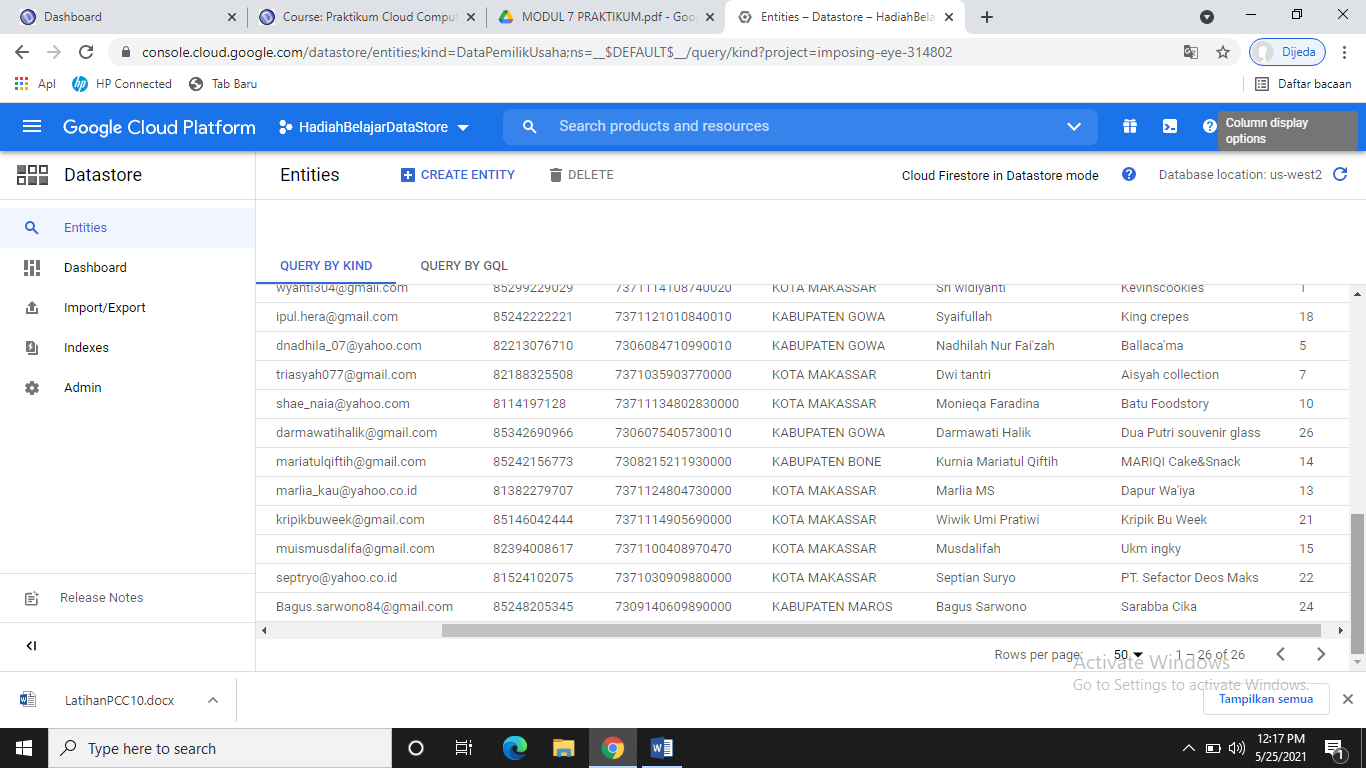 Dashboard
Course: Praktikum Cloud Comput
MODUL 7 PRAKTIKUM.pdf - Goo
Entities – Datastore – HadiahBela
console.cloud.google.com/datastore/entities;kind=DataPemilikUsaha;ns=__$DEFAULT$__/query/kind?project=imposing-eye-314802
Dijeda
Apl
HP Connected
Tab Baru
Daftar bacaan
Google Cloud Platform
HadiahBelajarDataStore
Search products and resources
Column display
options
Datastore
Entities
CREATE ENTITY
DELETE
Cloud Firestore in Datastore mode
Database location: us-west2
Entities
Dashboard
Import/Export
Indexes
Admin
Release Notes
QUERY BY KIND
QUERY BY GQL
wyanti304@gmail.com 85299229029 7371114108740020 KOTA MAKASSAR Sri widiyanti Kevinscookies 1
ipul.hera@gmail.com 85242222221 7371121010840010 KABUPATEN GOWA Syaifullah King crepes 18
dnadhila_07@yahoo.com 82213076710 7306084710990010 KABUPATEN GOWA Nadhilah Nur Fai'zah Ballaca'ma 5
triasyah077@gmail.com 82188325508 7371035903770000 KOTA MAKASSAR Dwi tantri Aisyah collection 7
shae_naia@yahoo.com 8114197128 73711134802830000 KOTA MAKASSAR Monieqa Faradina Batu Foodstory 10
darmawatihalik@gmail.com 85342690966 7306075405730010 KABUPATEN GOWA Darmawati Halik Dua Putri souvenir glass 26
mariatulqiftih@gmail.com 85242156773 7308215211930000 KABUPATEN BONE Kurnia Mariatul Qiftih MARIQI Cake&Snack 14
marlia_kau@yahoo.co.id 81382279707 7371124804730000 KOTA MAKASSAR Marlia MS Dapur Wa'iya 13
kripikbuweek@gmail.com 85146042444 7371114905690000 KOTA MAKASSAR Wiwik Umi Pratiwi Kripik Bu Week 21
muismusdalifa@gmail.com 82394008617 7371100408970470 KOTA MAKASSAR Musdalifah Ukm ingky 15
septryo@yahoo.co.id 81524102075 7371030909880000 KOTA MAKASSAR Septian Suryo PT. Sefactor Deos Maks 22
Bagus.sarwono84@gmail.com 85248205345 7309140609890000 KABUPATEN MAROS Bagus Sarwono Sarabba Cika 24
Rows per page: 50 1 – 26 of 26
Activate Windows
Go to Settings to activate Windows.
LatihanPCC10.docx
Tampilkan semua
Type here to search
12:17 PM
5/25/2021
1